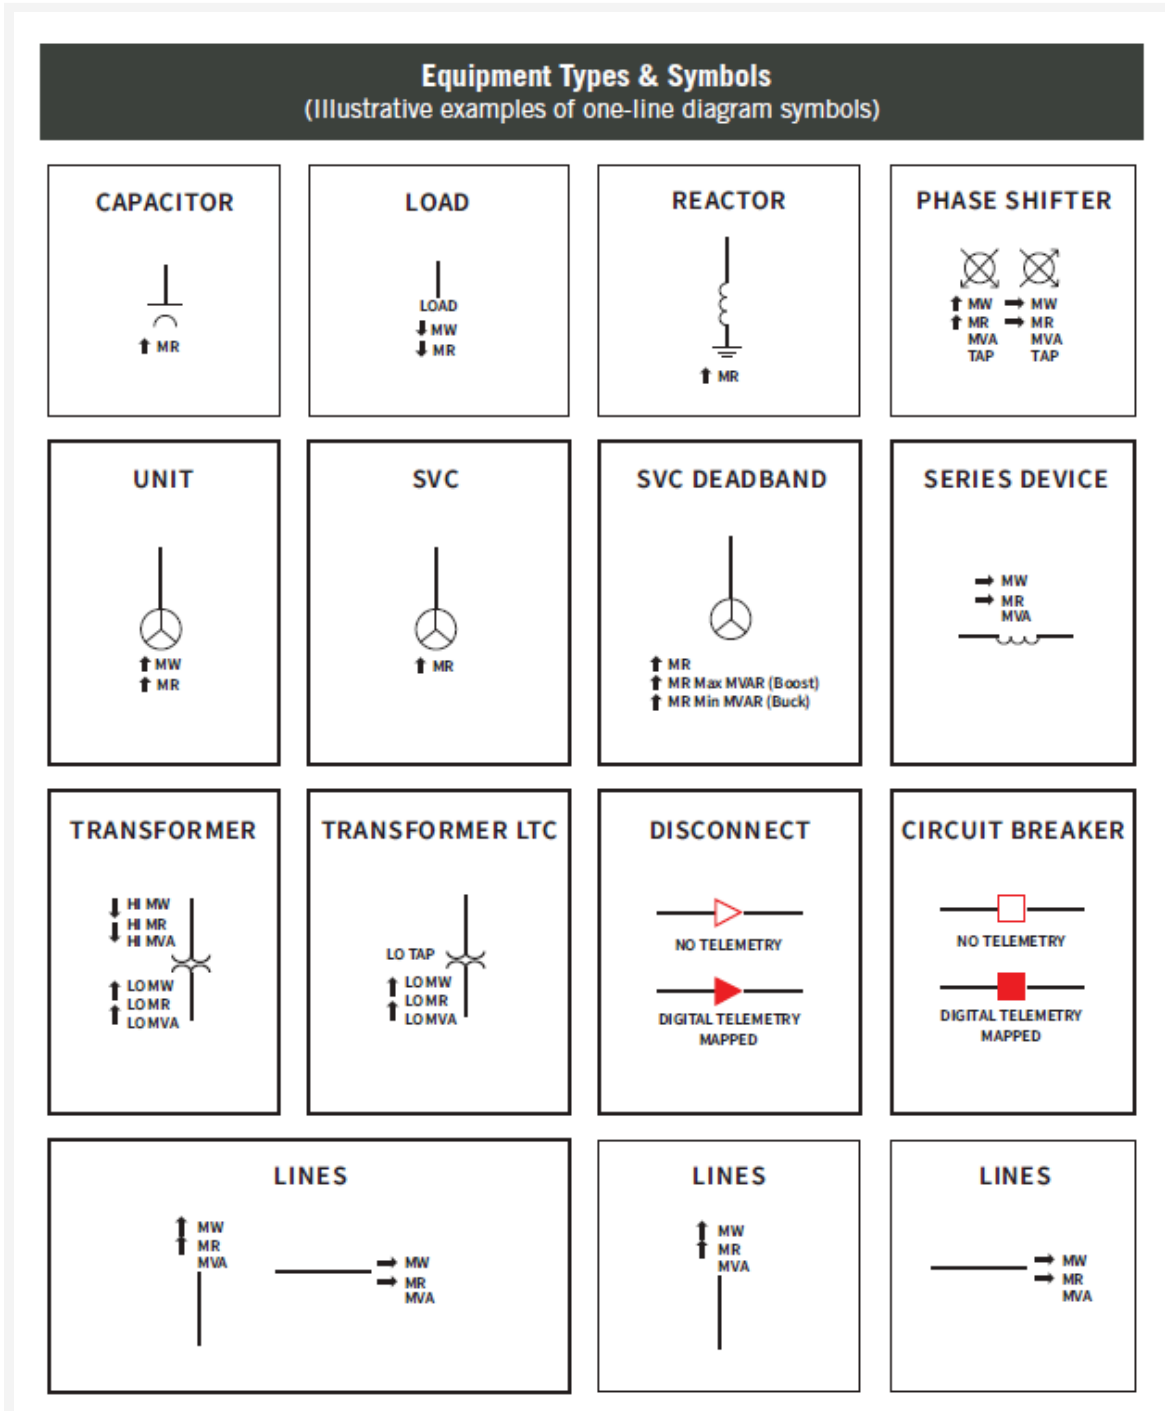 Equipment Types & Symbols
(Illustrative examples of one-line diagram symbols)
CAPACITOR
MR
LOAD
LOAD
MW
MR
REACTOR
MR
PHASE SHIFTER
MW MW
MR MR
MVA MVA
TAP TAP
UNIT
MW
MR
SVC
MR
SVC DEADBAND
MR
MR Max MVAR (Boost)
MR Min MVAR (Buck)
SERIES DEVICE
MW
MR
MVA
TRANSFORMER
HI MW
HI MR
HI MVA
LO MW
LO MR
LO MVA
TRANSFORMER LTC
LO TAP
LO MW
LO MR
LO MVA
DISCONNECT
NO TELEMETRY
DIGITAL TELEMETRY
MAPPED
CIRCUIT BREAKER
NO TELEMETRY
DIGITAL TELEMETRY
MAPPED
LINES
MW
MR
MVA
MW
MR
MVA
LINES
MW
MR
MVA
LINES
MW
MR
MVA